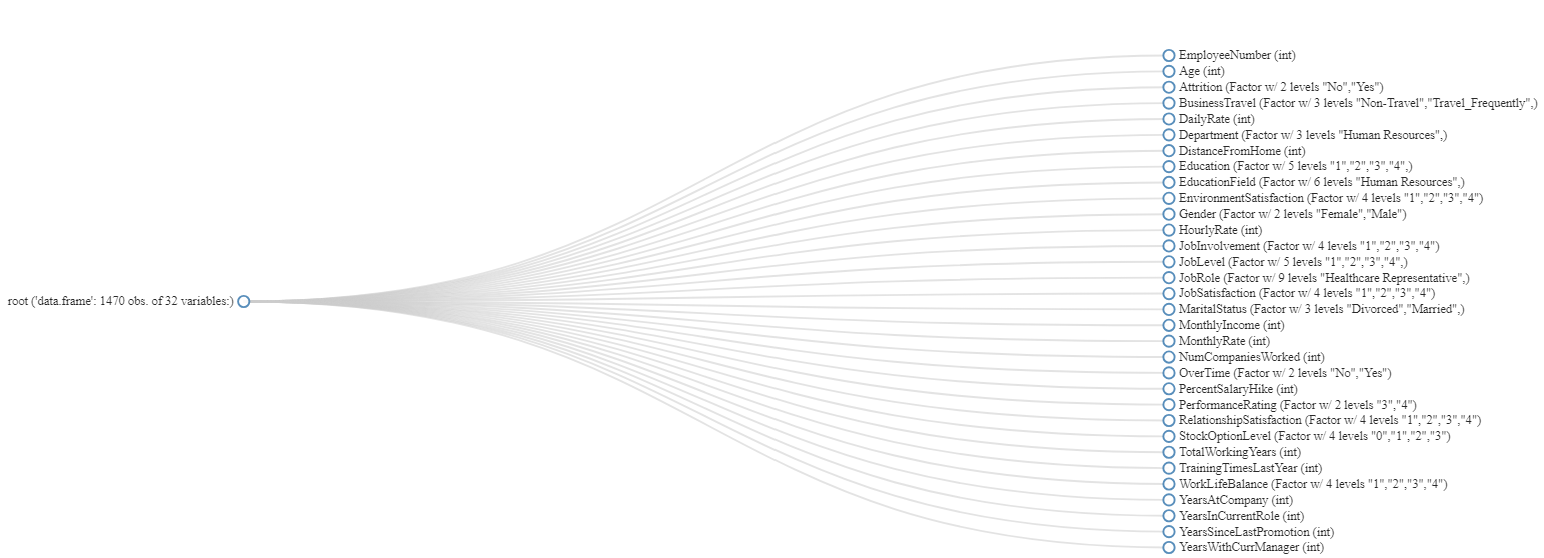 EmployeeNumber (int)
Age (int)
Attrition (Factor w/ 2 levels "No","Yes")
BusinessTravel (Factor w/ 3 levels "Non-Travel","Travel_Frequently",)
DailyRate (int)
Department (Factor w/ 3 levels "Human Resources",)
DistanceFromHome (int)
Education (Factor w/ 5 levels "1","2","3","4",)
EducationField (Factor w/ 6 levels "Human Resources",)
EnvironmentSatisfaction (Factor w/ 4 levels "1","2","3","4")
Gender (Factor w/ 2 levels "Female","Male")
HourlyRate (int)
JobInvolvement (Factor w/ 4 levels "1","2","3","4")
JobLevel (Factor w/ 5 levels "1","2","3","4",)
JobRole (Factor w/ 9 levels "Healthcare Representative",)
JobSatisfaction (Factor w/ 4 levels "1","2","3","4")
root ('data.frame': 1470 obs. of 32 variables:)
MaritalStatus (Factor w/ 3 levels "Divorced","Married",)
MonthlyIncome (int)
MonthlyRate (int)
NumCompaniesWorked (int)
OverTime (Factor w/ 2 levels "No","Yes")
PercentSalaryHike (int)
PerformanceRating (Factor w/ 2 levels "3","4")
RelationshipSatisfaction (Factor w/ 4 levels "1","2","3","4")
StockOptionLevel (Factor w/ 4 levels "0","1","2","3")
TotalWorkingYears (int)
TrainingTimesLastYear (int)
WorkLifeBalance (Factor w/ 4 levels "1","2","3","4")
YearsAtCompany (int)
YearsInCurrentRole (int)
YearsSinceLastPromotion (int)
YearsWithCurrManager (int)